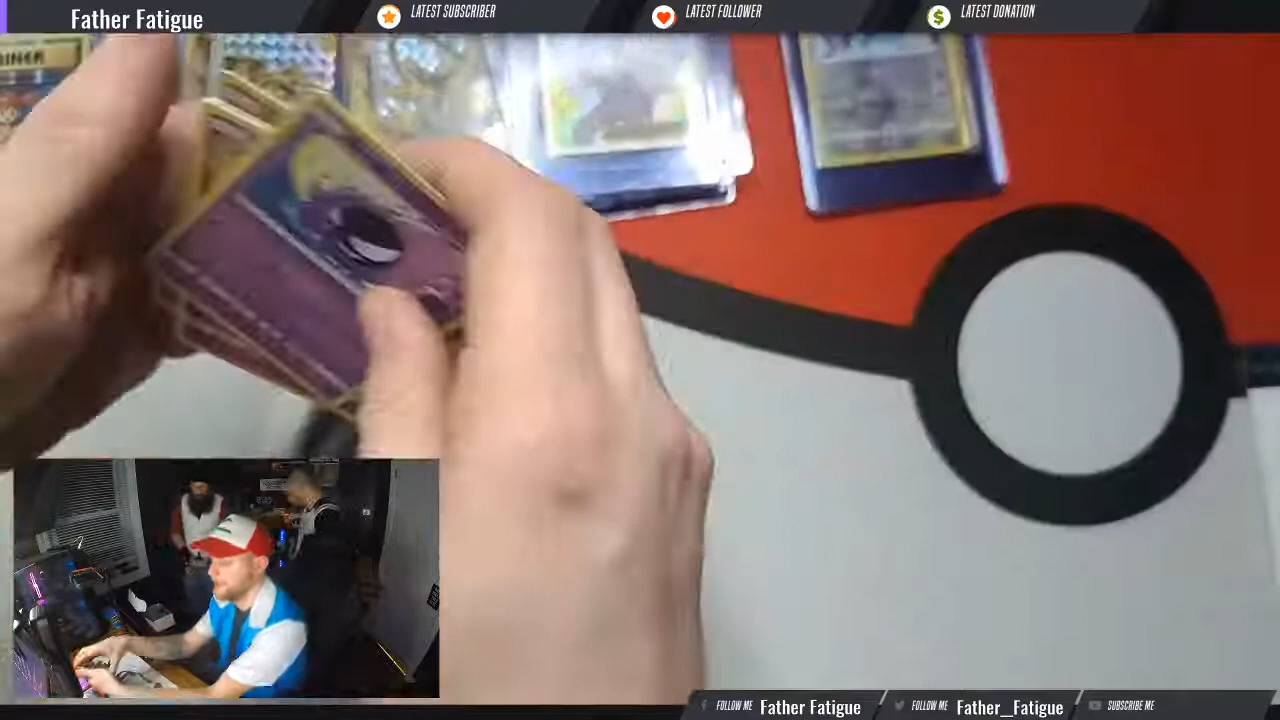 Father Fatigue
LATEST SUBSCRIBER
LATEST FOLLOWER
LATEST DONATION
FOLLOW ME Father Fatigue
FOLLOW ME Father_Fatigue
SUBSCRIBE ME